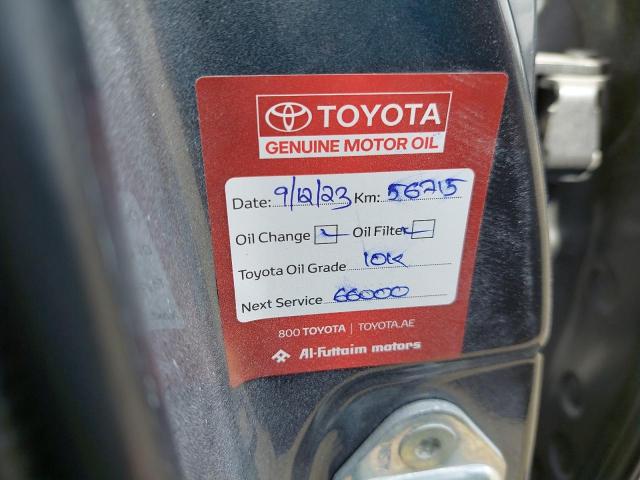 TOYOTA
GENUINE MOTOR OIL
Date: 9/12/23 Km: 56715
Oil Change ✓ Oil Filter ✓
Toyota Oil Grade 10K
Next Service 66000
800 TOYOTA | TOYOTA.AE
Al-Futtaim motors